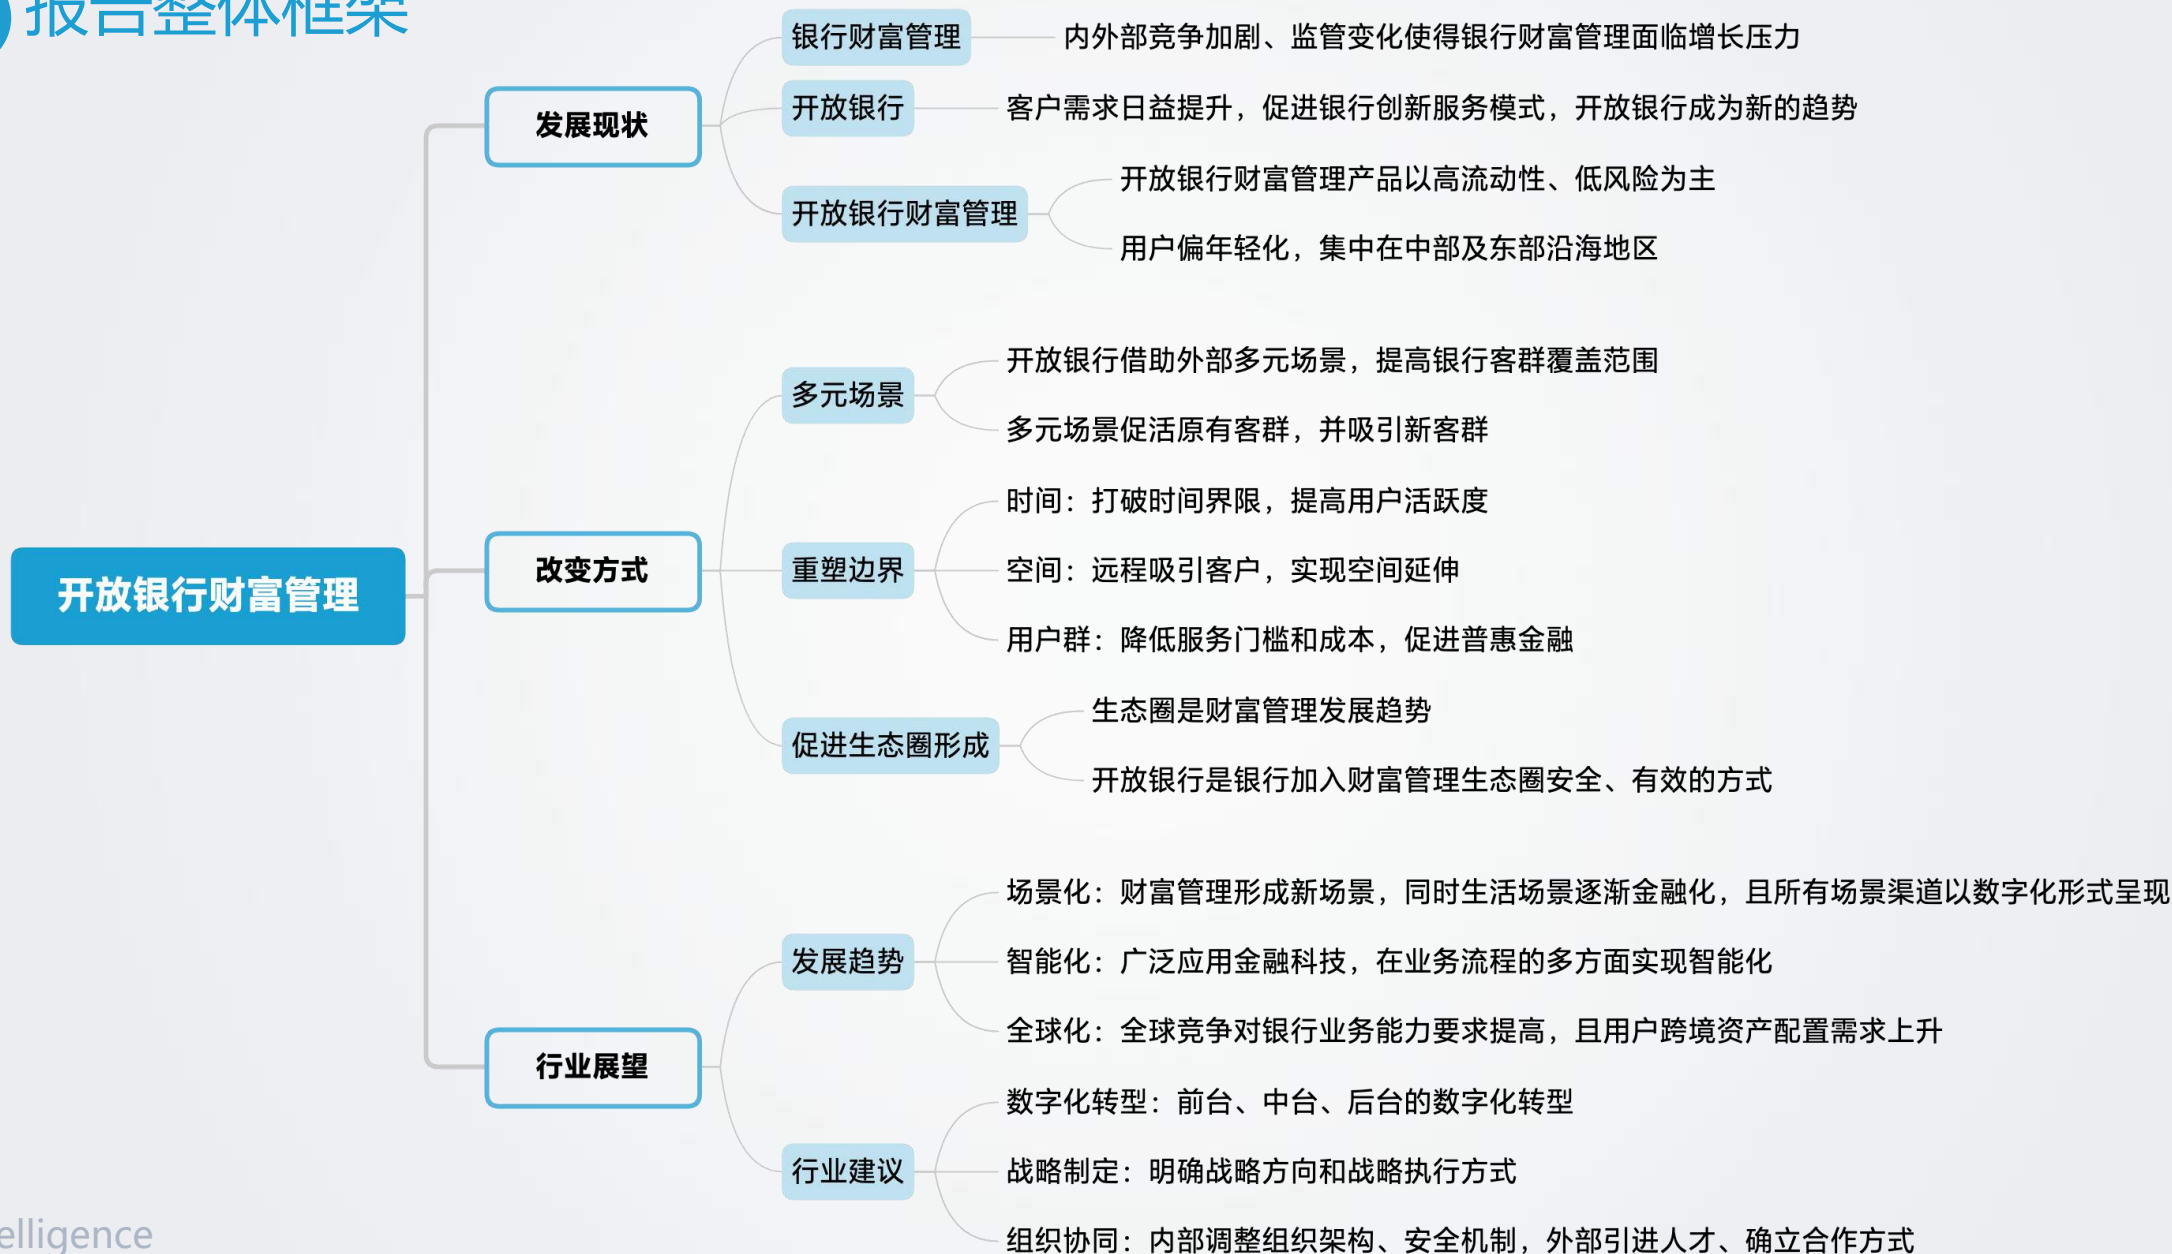 报告整体框架
开放银行财富管理
发展现状
银行财富管理
内外部竞争加剧、监管变化使得银行财富管理面临增长压力
开放银行
客户需求日益提升，促进银行创新服务模式，开放银行成为新的趋势
开放银行财富管理
开放银行财富管理产品以高流动性、低风险为主
用户偏年轻化，集中在中部及东部沿海地区
改变方式
多元场景
开放银行借助外部多元场景，提高银行客群覆盖范围
多元场景促活原有客群，并吸引新客群
重塑边界
时间：打破时间界限，提高用户活跃度
空间：远程吸引客户，实现空间延伸
用户群：降低服务门槛和成本，促进普惠金融
促进生态圈形成
生态圈是财富管理发展趋势
开放银行是银行加入财富管理生态圈安全、有效的方式
行业展望
发展趋势
场景化：财富管理形成新场景，同时生活场景逐渐金融化，且所有场景渠道以数字化形式呈现
智能化：广泛应用金融科技，在业务流程的多方面实现智能化
全球化：全球竞争对银行业务能力要求提高，且用户跨境资产配置需求上升
行业建议
数字化转型：前台、中台、后台的数字化转型
战略制定：明确战略方向和战略执行方式
组织协同：内部调整组织架构、安全机制，外部引进人才、确立合作方式
elligence